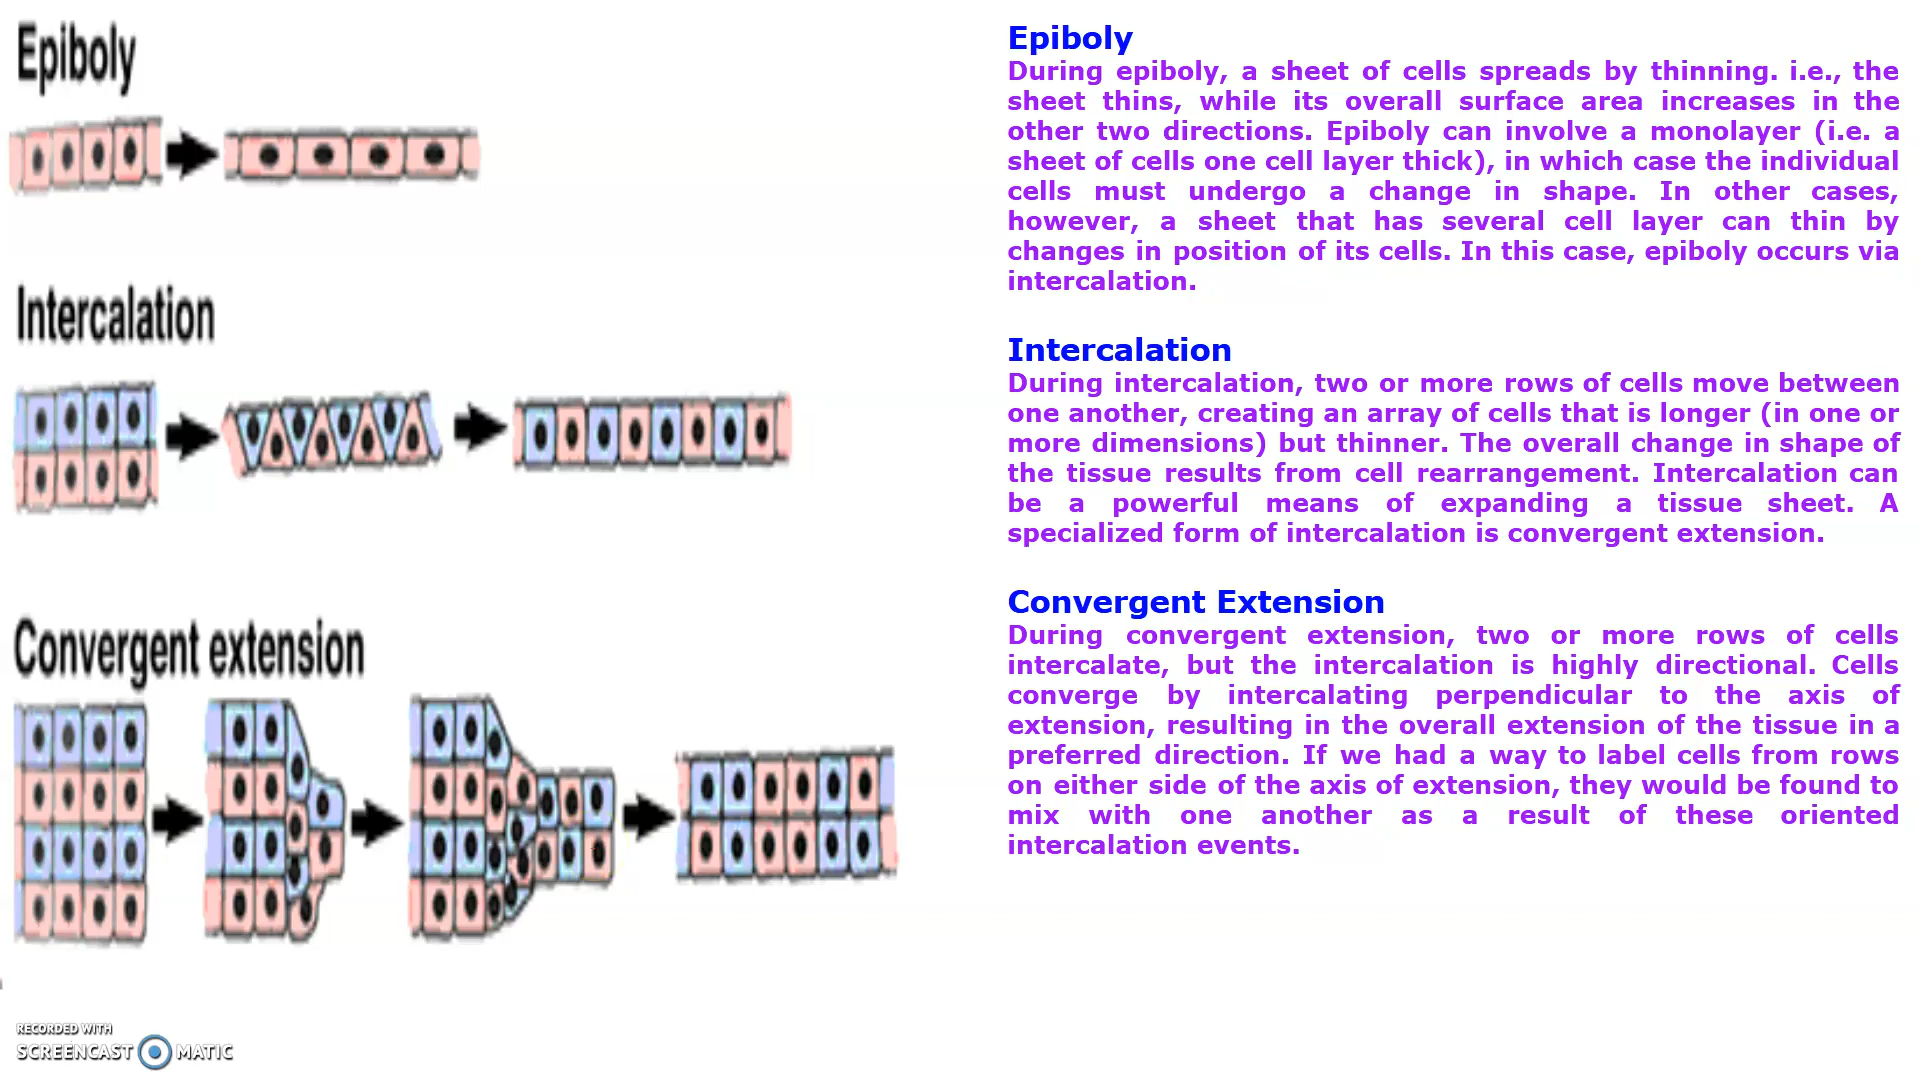 Epiboly
Intercalation
Convergent extension
Epiboly
During epiboly, a sheet of cells spreads by thinning. i.e., the
sheet thins, while its overall surface area increases in the
other two directions. Epiboly can involve a monolayer (i.e. a
sheet of cells one cell layer thick), in which case the individual
cells must undergo a change in shape. In other cases,
however, a sheet that has several cell layer can thin by
changes in position of its cells. In this case, epiboly occurs via
intercalation.
Intercalation
During intercalation, two or more rows of cells move between
one another, creating an array of cells that is longer (in one or
more dimensions) but thinner. The overall change in shape of
the tissue results from cell rearrangement. Intercalation can
be a powerful means of expanding a tissue sheet. A
specialized form of intercalation is convergent extension.
Convergent Extension
During convergent extension, two or more rows of cells
intercalate, but the intercalation is highly directional. Cells
converge by intercalating perpendicular to the axis of
extension, resulting in the overall extension of the tissue in a
preferred direction. If we had a way to label cells from rows
on either side of the axis of extension, they would be found to
mix with one another as a result of these oriented
intercalation events.
RECORDED WITH
SCREENCAST MATIC